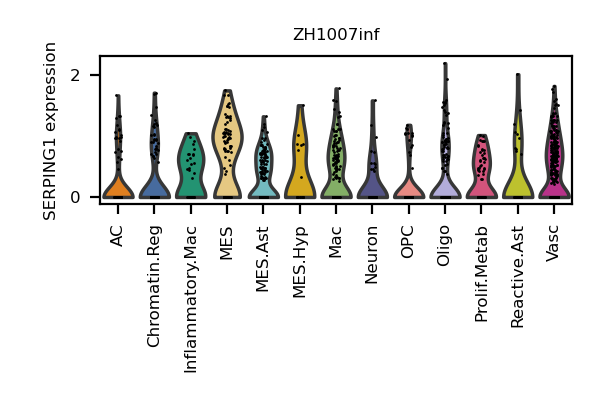 ZH1007inf
SERPING1 expression
2
0
AC
Chromatin.Reg
Inflammatory.Mac
MES
MES.Ast
MES.Hyp
Mac
Neuron
OPC
Oligo
Prolif.Metab
Reactive.Ast
Vasc